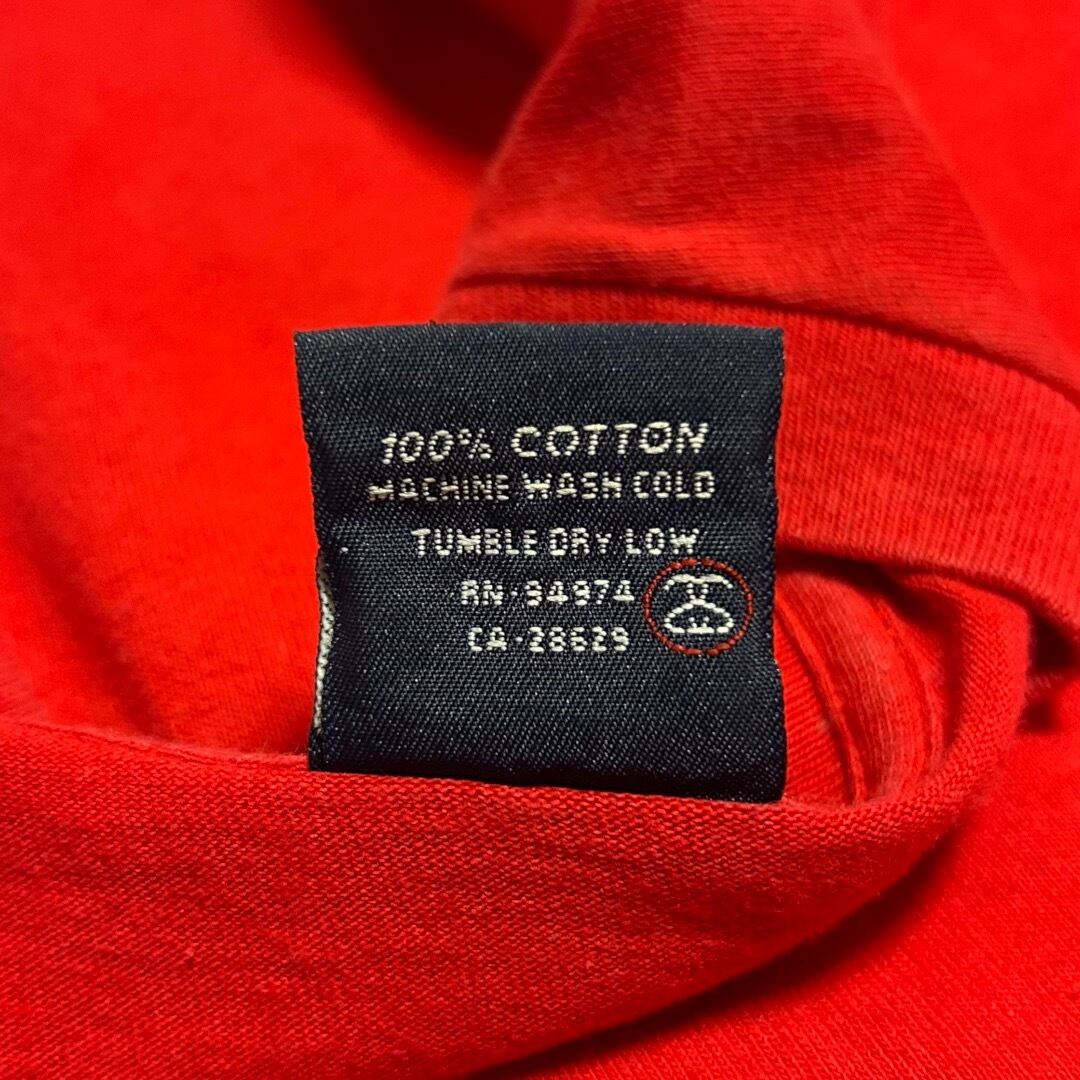 100% COTTON
MACHINE WASH COLD
TUMBLE DRY LOW
RN·94974
CA·28629